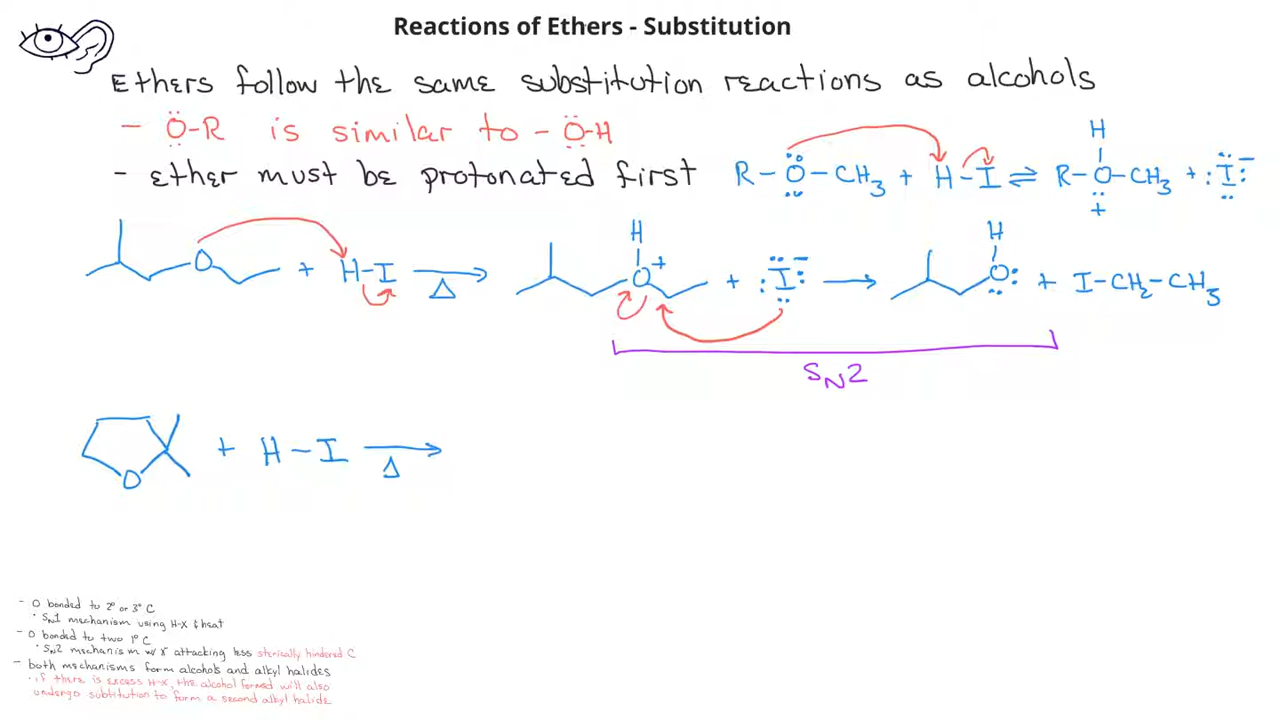 Reactions of Ethers - Substitution
Ethers follow the same substitution reactions as alcohols
- Ö-R is similar to -Ö-H
- ether must be protonated first R-O-CH3 + H-I ⇌ R-O-CH3 + I-
H
+
O + H-I
Δ
H
O+ + I-
H
O + I-CH2-CH3
SN2
O + H-I
Δ
- O bonded to 2° or 3° C
· SN1 mechanism using H-X & heat
- O bonded to two 1° C
· SN2 mechanism w/ attacking less sterically hindered C
- both mechanisms form alcohols and alkyl halides
· if there is excess H-X, the alcohol formed will also
undergo substitution to form a second alkyl halide